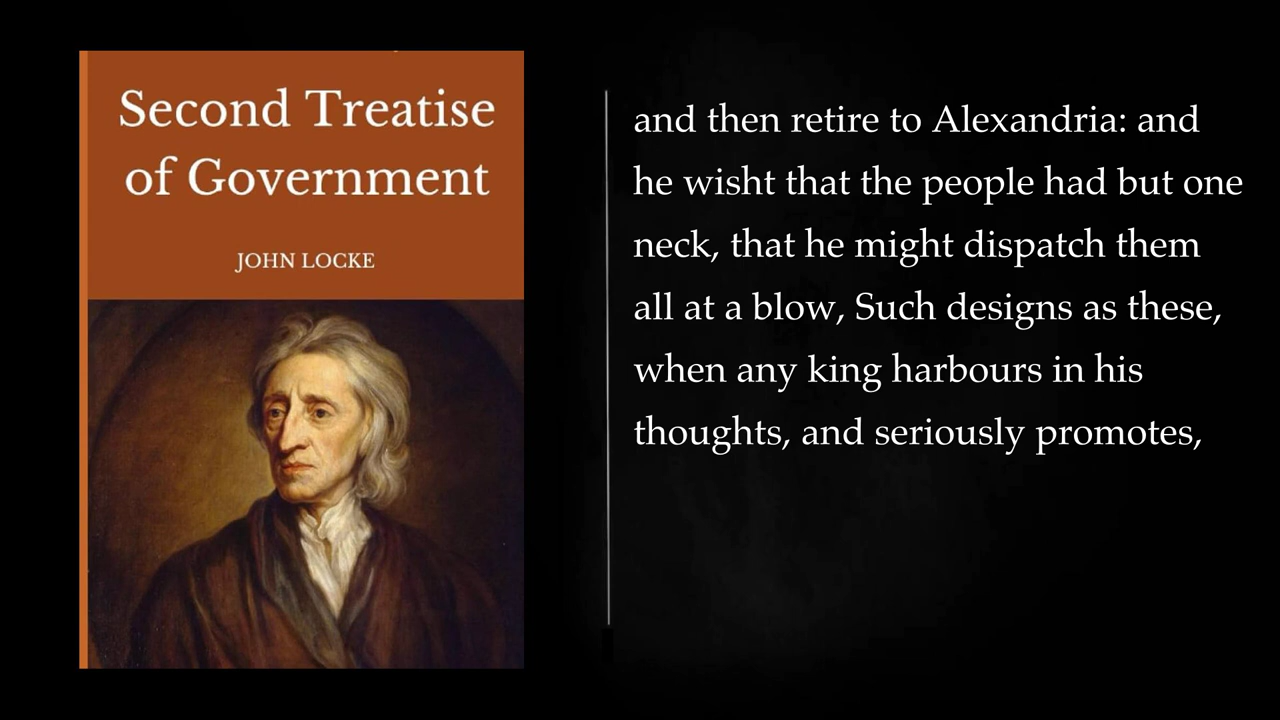 Second Treatise
of Government
JOHN LOCKE
and then retire to Alexandria: and
he wisht that the people had but one
neck, that he might dispatch them
all at a blow, Such designs as these,
when any king harbours in his
thoughts, and seriously promotes,